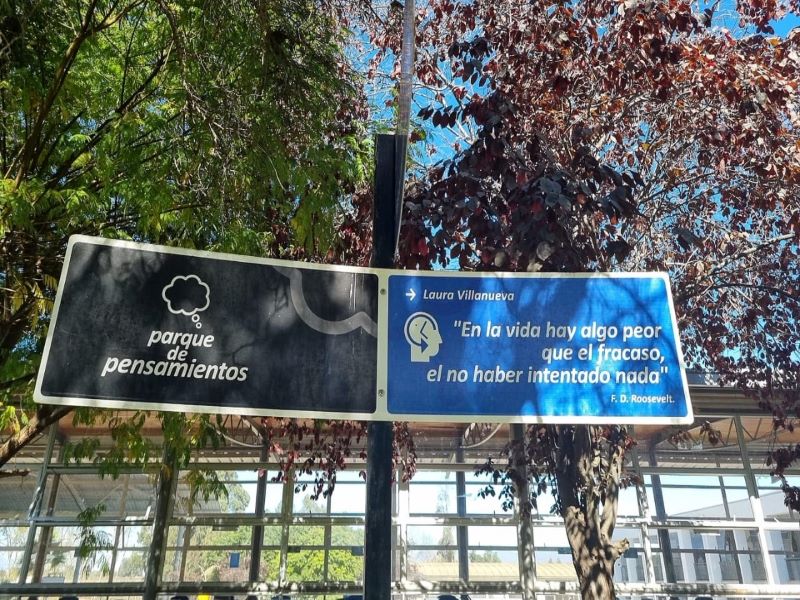 parque
de
pensamientos
→ Laura Villanueva
"En la vida hay algo peor
que el fracaso,
el no haber intentado nada"
F. D. Roosevelt.